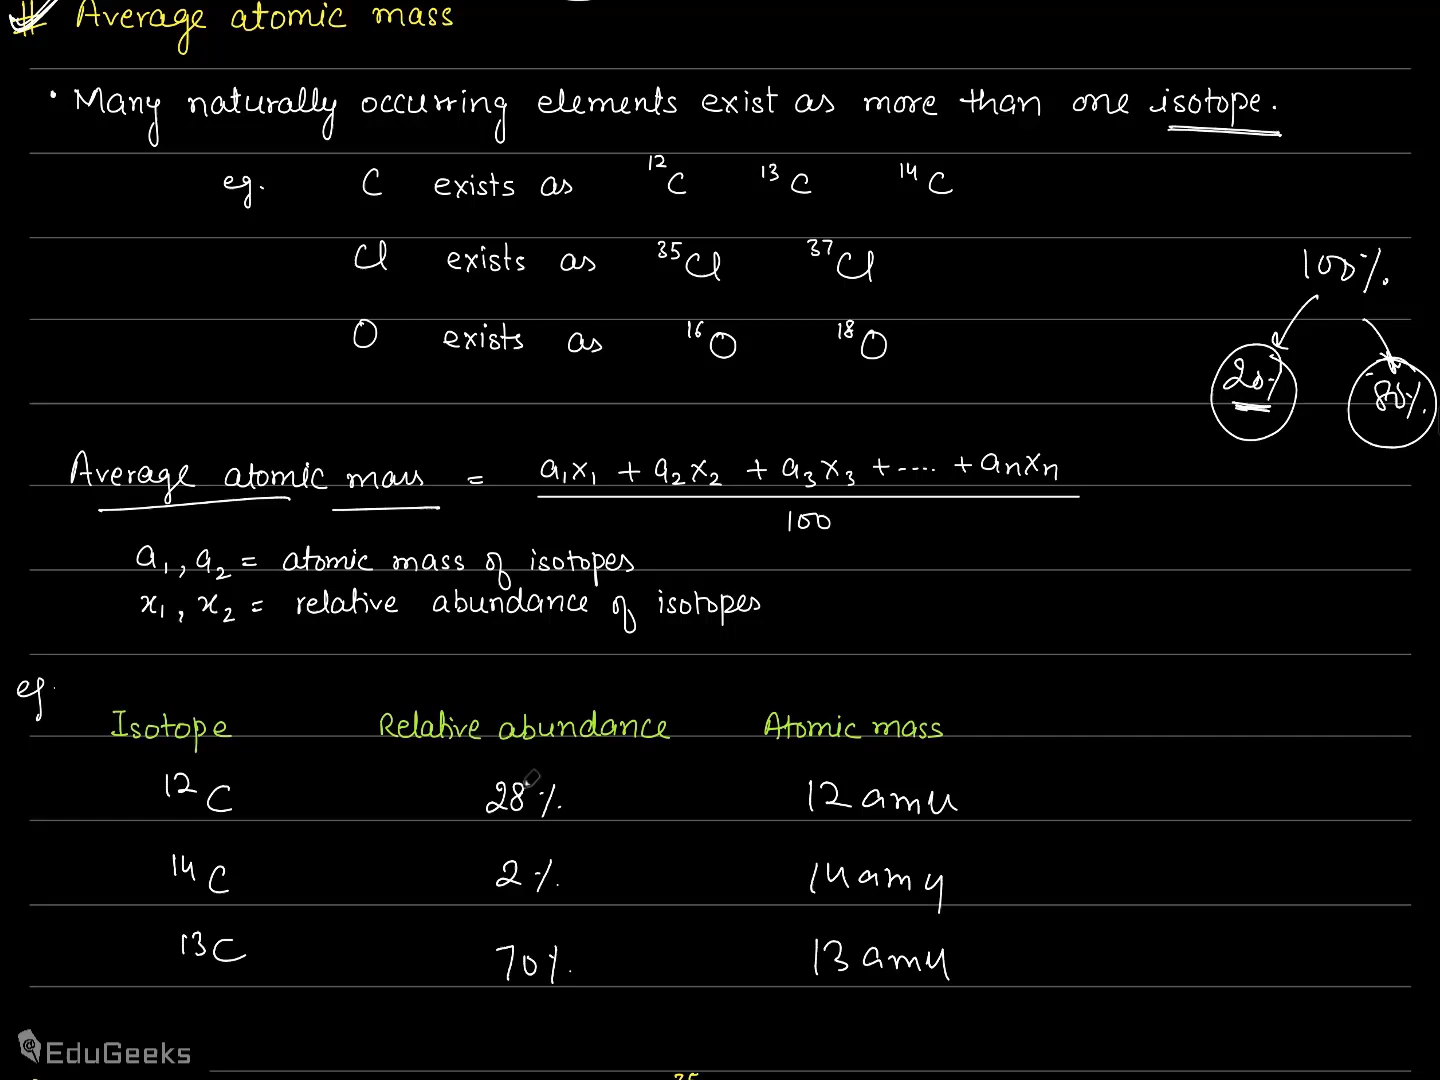 # Average atomic mass
• Many naturally occurring elements exist as more than one isotope.
eg. C exists as ¹²C ¹³C ¹⁴C
Cl exists as ³⁵Cl ³⁷Cl
100%
O exists as ¹⁶O ¹⁸O
20% 80%
Average atomic mass = a₁x₁ + a₂x₂ + a₃x₃ + .... + anxn
100
a₁, a₂ = atomic mass of isotopes
x₁, x₂ = relative abundance of isotopes
eg.
Isotope Relative abundance Atomic mass
¹²C 28% 12 amu
¹⁴C 2% 14 amu
¹³C 70% 13 amu
EduGeeks
35